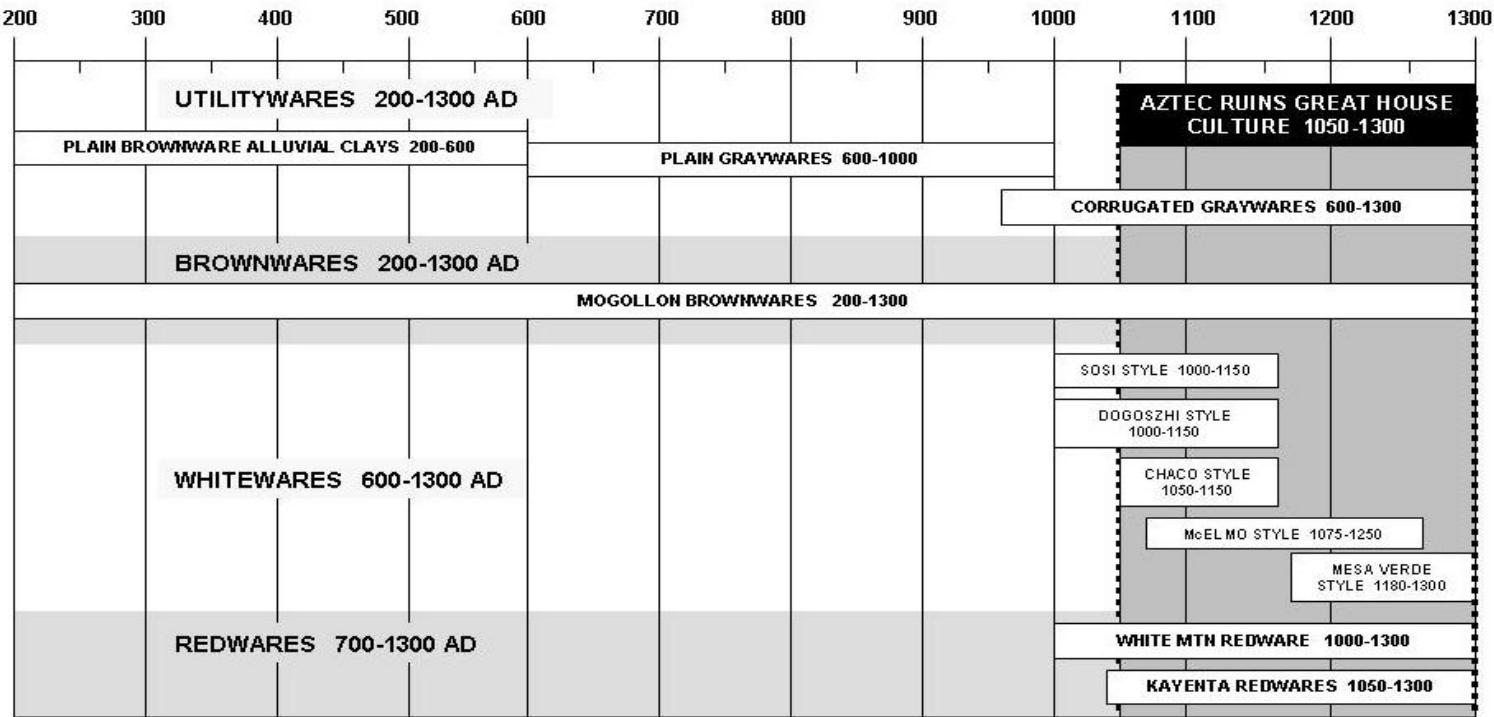 200 300 400 500 600 700 800 900 1000 1100 1200 1300
UTILITYWARES 200-1300 AD
AZTEC RUINS GREAT HOUSE
CULTURE 1050-1300
PLAIN BROWNWARE ALLUVIAL CLAYS 200-600
PLAIN GRAYWARES 600-1000
CORRUGATED GRAYWARES 600-1300
BROWNWARES 200-1300 AD
MOGOLLON BROWNWARES 200-1300
SOSI STYLE 1000-1150
DOGOSZHI STYLE
1000-1150
WHITEWARES 600-1300 AD
CHACO STYLE
1050-1150
McELMO STYLE 1075-1250
MESA VERDE
STYLE 1180-1300
REDWARES 700-1300 AD
WHITE MTN REDWARE 1000-1300
KAYENTA REDWARES 1050-1300